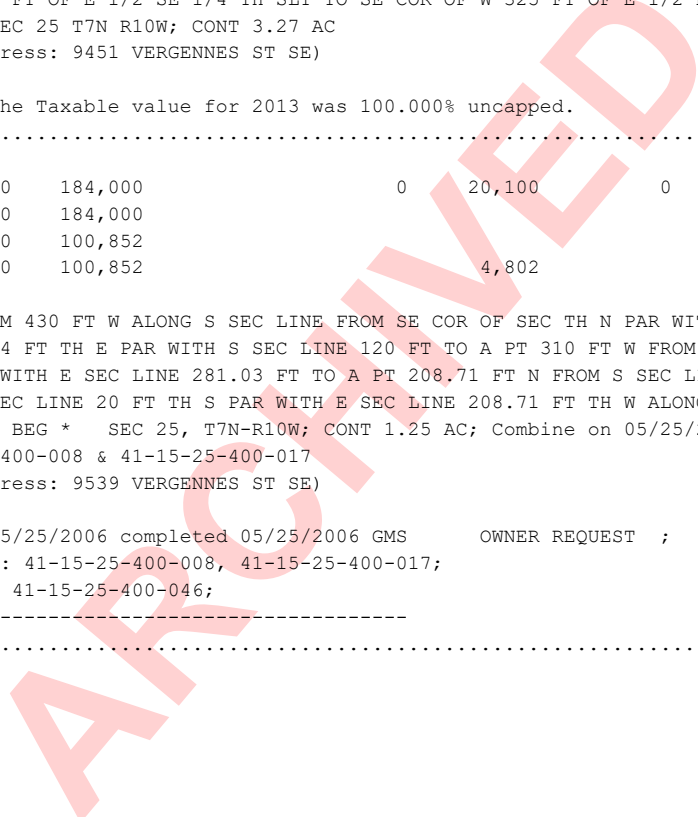 FT OF E 1/2 SE 1/4 TH SLY TO SE COR OF W 325 FT OF E 1/2
EC 25 T7N R10W; CONT 3.27 AC
ress: 9451 VERGENNES ST SE)
he Taxable value for 2013 was 100.000% uncapped.
.........................................................
0 184,000 0 20,100 0
0 184,000
0 100,852
0 100,852 4,802
M 430 FT W ALONG S SEC LINE FROM SE COR OF SEC TH N PAR WI
4 FT TH E PAR WITH S SEC LINE 120 FT TO A PT 310 FT W FROM
WITH E SEC LINE 281.03 FT TO A PT 208.71 FT N FROM S SEC L
EC LINE 20 FT TH S PAR WITH E SEC LINE 208.71 FT TH W ALON
BEG * SEC 25, T7N-R10W; CONT 1.25 AC; Combine on 05/25/
400-008 & 41-15-25-400-017
ress: 9539 VERGENNES ST SE)
5/25/2006 completed 05/25/2006 GMS OWNER REQUEST ;
: 41-15-25-400-008, 41-15-25-400-017;
41-15-25-400-046;
----------------------------------
.........................................................
ARCHIVED